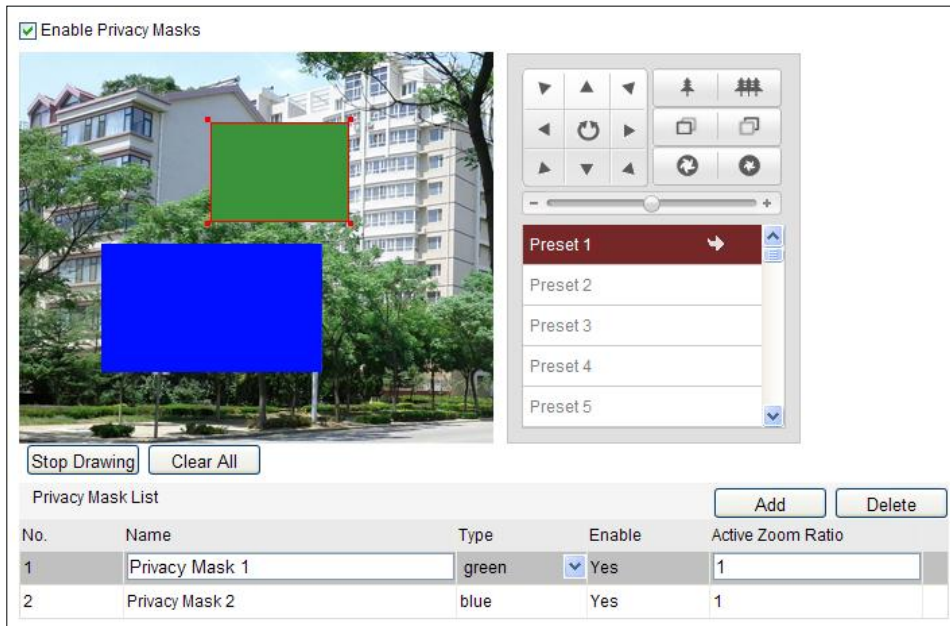 Enable Privacy Masks
Preset 1
Preset 2
Preset 3
Preset 4
Preset 5
Stop Drawing Clear All
Privacy Mask List Add Delete
No. Name Type Enable Active Zoom Ratio
1 Privacy Mask 1 green Yes 1
2 Privacy Mask 2 blue Yes 1